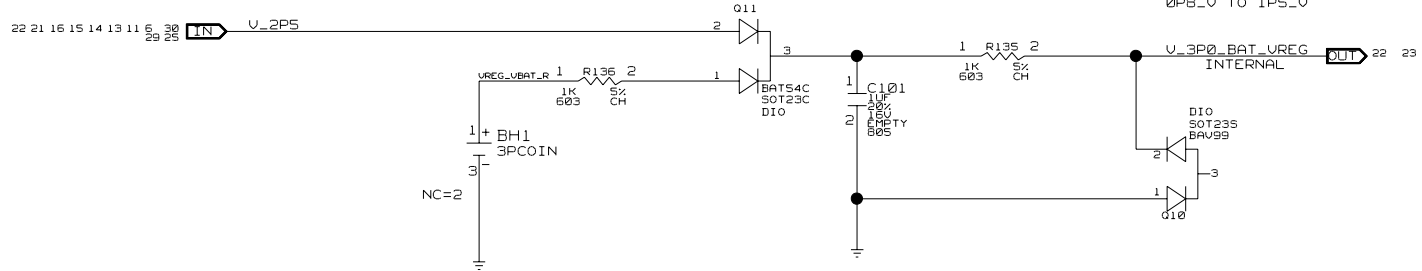 0P8_V TO 1P5_V
Q11
22 21 16 15 14 13 11 6 30
29 25
IN
V_2P5
2
3
1 R135 2
V_3P0_BAT_VREG
OUT
22 23
INTERNAL
VREG_VBAT_R
1 R136 2
1
1K
603
5%
CH
1K
603
5%
CH
BAT54C
SOT23C
DIO
1
C101
1UF
20%
16V
EMPTY
805
2
DIO
SOT23S
BAV99
1 +
BH1
3PCOIN
3 -
2
3
NC=2
1
Q10